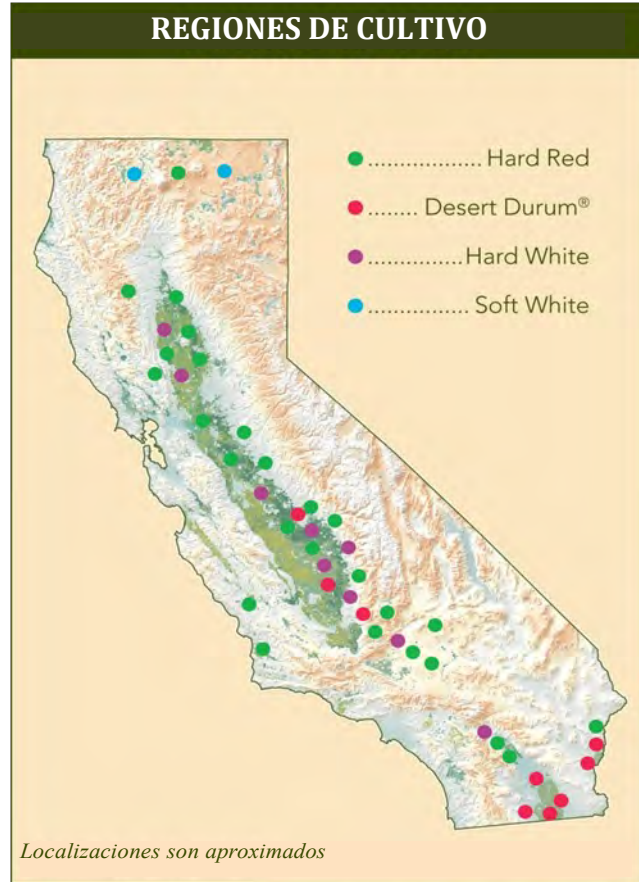 REGIONES DE CULTIVO
.................. Hard Red
........ Desert Durum®
...............Hard White
................ Soft White
Localizaciones son aproximados